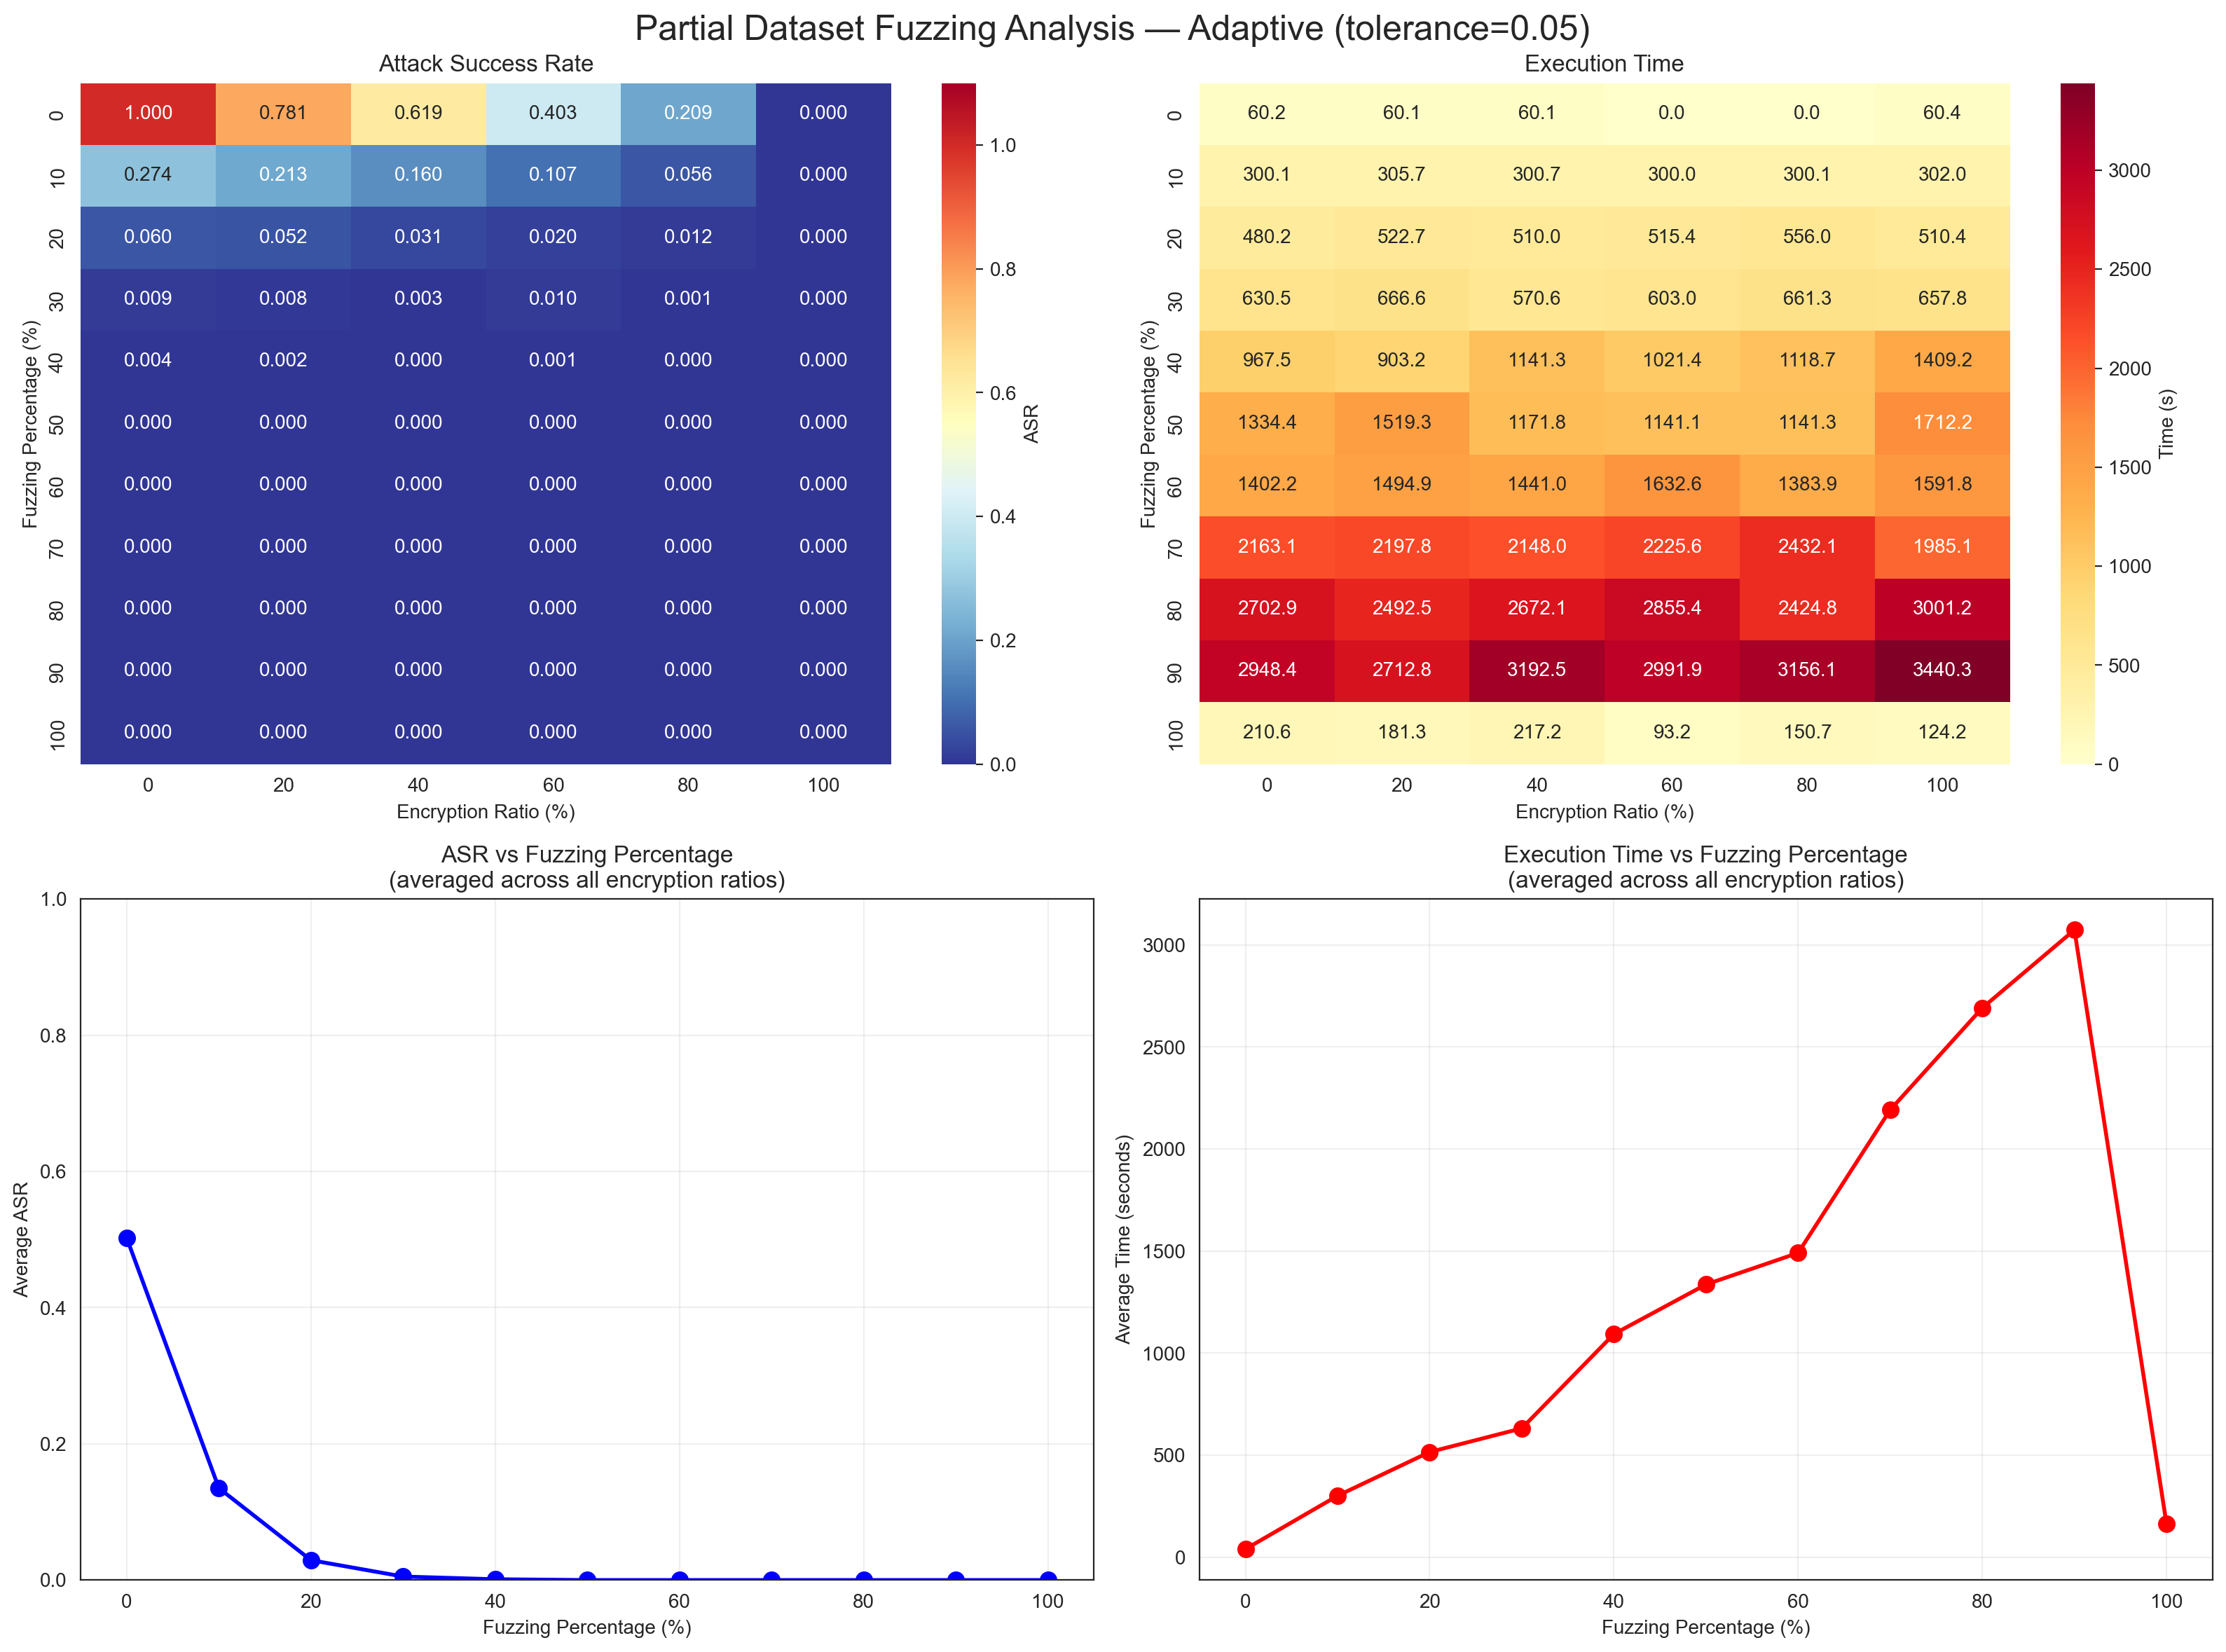 Partial Dataset Fuzzing Analysis — Adaptive (tolerance=0.05)
Attack Success Rate
Fuzzing Percentage (%)
0 1.000 0.781 0.619 0.403 0.209 0.000
10 0.274 0.213 0.160 0.107 0.056 0.000
20 0.060 0.052 0.031 0.020 0.012 0.000
30 0.009 0.008 0.003 0.010 0.001 0.000
40 0.004 0.002 0.000 0.001 0.000 0.000
50 0.000 0.000 0.000 0.000 0.000 0.000
60 0.000 0.000 0.000 0.000 0.000 0.000
70 0.000 0.000 0.000 0.000 0.000 0.000
80 0.000 0.000 0.000 0.000 0.000 0.000
90 0.000 0.000 0.000 0.000 0.000 0.000
100 0.000 0.000 0.000 0.000 0.000 0.000
0 20 40 60 80 100
Encryption Ratio (%)
1.0
0.8
0.6
0.4
0.2
0.0
ASR
Execution Time
Fuzzing Percentage (%)
0 60.2 60.1 60.1 0.0 0.0 60.4
10 300.1 305.7 300.7 300.0 300.1 302.0
20 480.2 522.7 510.0 515.4 556.0 510.4
30 630.5 666.6 570.6 603.0 661.3 657.8
40 967.5 903.2 1141.3 1021.4 1118.7 1409.2
50 1334.4 1519.3 1171.8 1141.1 1141.3 1712.2
60 1402.2 1494.9 1441.0 1632.6 1383.9 1591.8
70 2163.1 2197.8 2148.0 2225.6 2432.1 1985.1
80 2702.9 2492.5 2672.1 2855.4 2424.8 3001.2
90 2948.4 2712.8 3192.5 2991.9 3156.1 3440.3
100 210.6 181.3 217.2 93.2 150.7 124.2
0 20 40 60 80 100
Encryption Ratio (%)
3000
2500
2000
1500
1000
500
0
Time (s)
ASR vs Fuzzing Percentage
(averaged across all encryption ratios)
Average ASR
1.0
0.8
0.6
0.4
0.2
0.0
0 20 40 60 80 100
Fuzzing Percentage (%)
Execution Time vs Fuzzing Percentage
(averaged across all encryption ratios)
Average Time (seconds)
3000
2500
2000
1500
1000
500
0
0 20 40 60 80 100
Fuzzing Percentage (%)